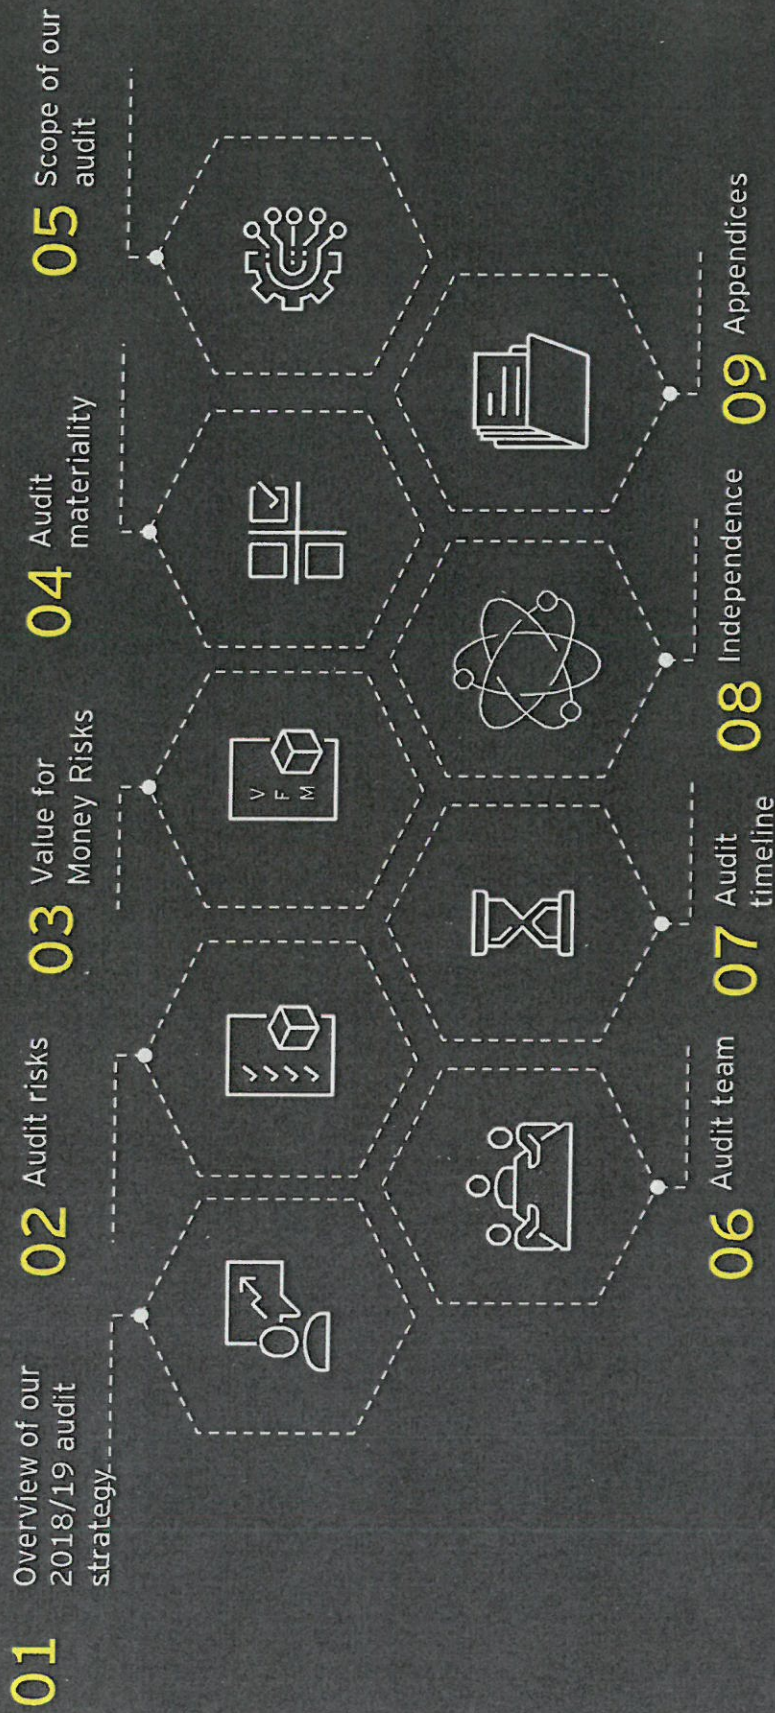 01 Overview of our
2018/19 audit
strategy
02 Audit risks
03 Value for
Money Risks
V
F
M
04 Audit
materiality
05 Scope of our
audit
06 Audit team
07 Audit
timeline
08 Independence
09 Appendices